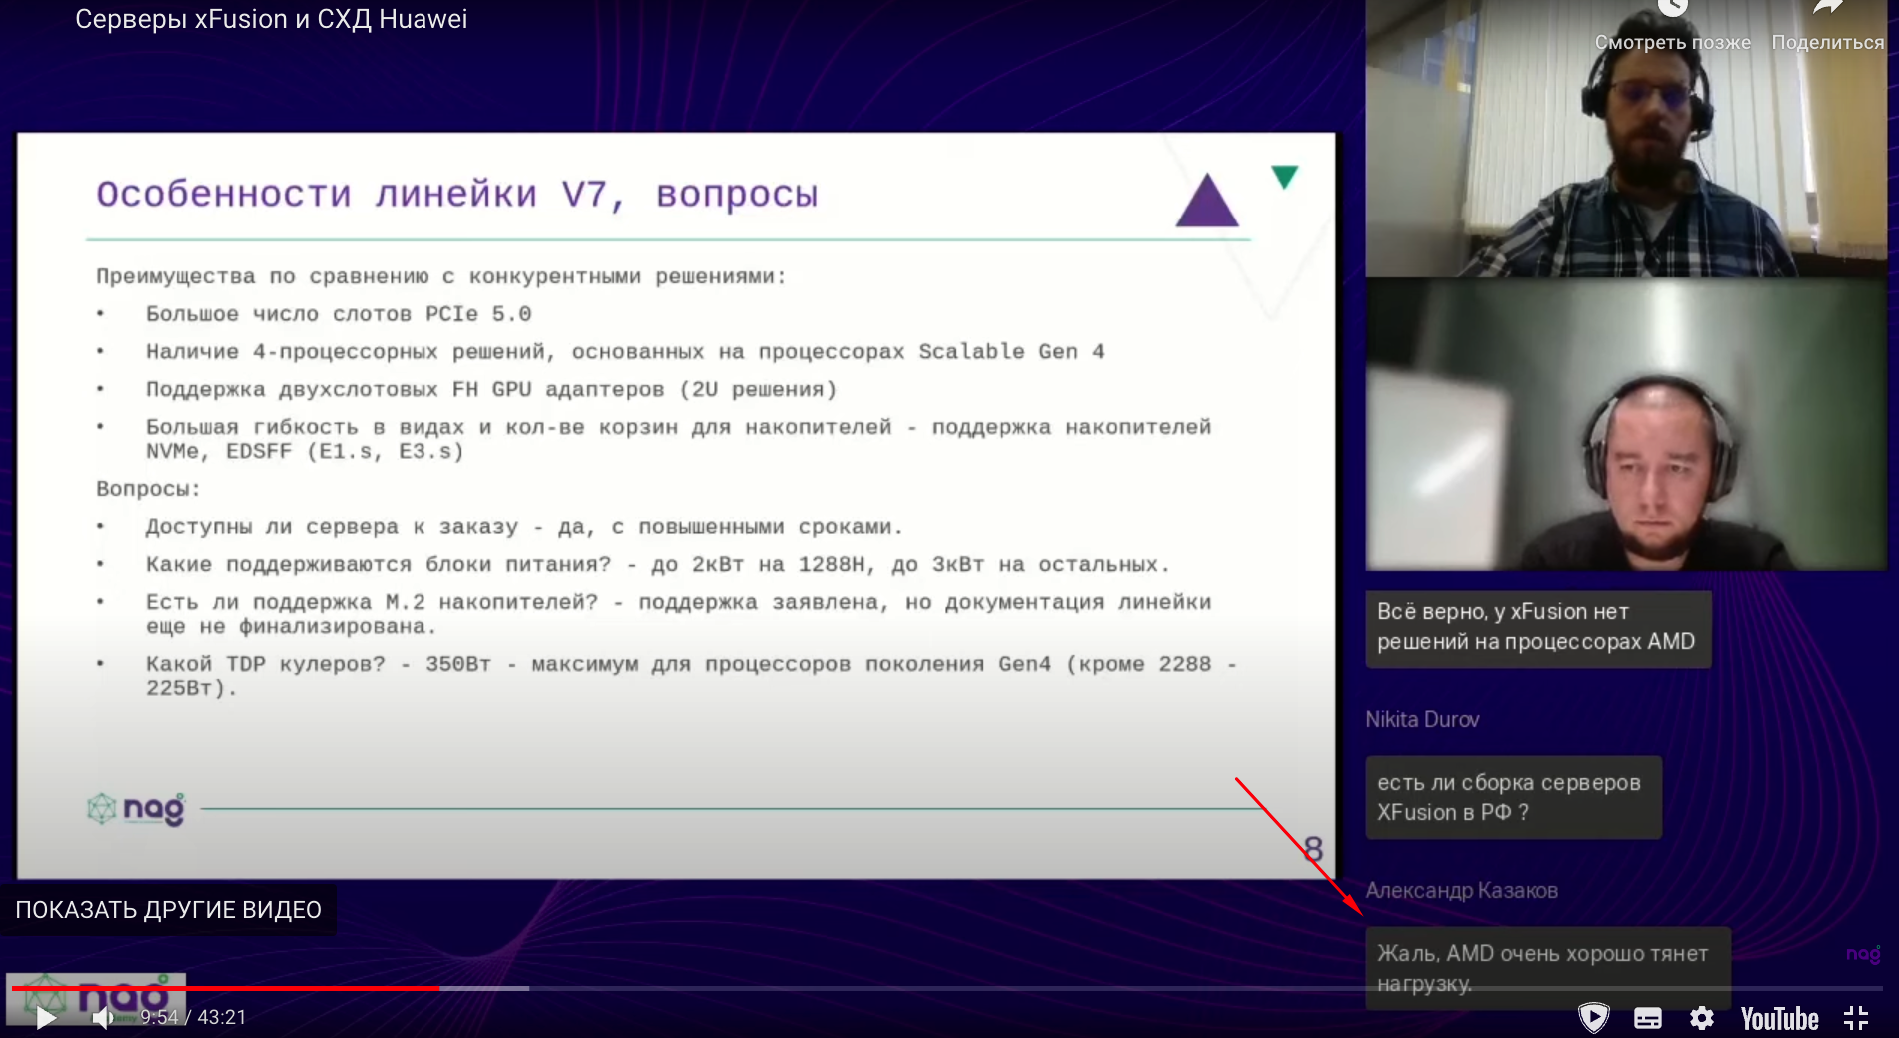 Серверы xFusion и СХД Huawei
Смотреть позже
Поделиться
Особенности линейки V7, вопросы
Преимущества по сравнению с конкурентными решениями:
• Большое число слотов PCIe 5.0
• Наличие 4-процессорных решений, основанных на процессорах Scalable Gen 4
• Поддержка двухслотовых FH GPU адаптеров (2U решения)
• Большая гибкость в видах и кол-ве корзин для накопителей - поддержка накопителей
NVMe, EDSFF (E1.s, E3.s)
Вопросы:
• Доступны ли сервера к заказу - да, с повышенными сроками.
• Какие поддерживаются блоки питания? - до 2кВт на 1288H, до 3кВт на остальных.
• Есть ли поддержка M.2 накопителей? - поддержка заявлена, но документация линейки
еще не финализирована.
• Какой TDP кулеров? - 350Вт - максимум для процессоров поколения Gen4 (кроме 2288 -
225Вт).
nag
8
Всё верно, у xFusion нет
решений на процессорах AMD
Nikita Durov
есть ли сборка серверов
XFusion в РФ ?
Александр Казаков
Жаль, AMD очень хорошо тянет
нагрузку.
nag
ПОКАЗАТЬ ДРУГИЕ ВИДЕО
nag
9:54 / 43:21
YouTube